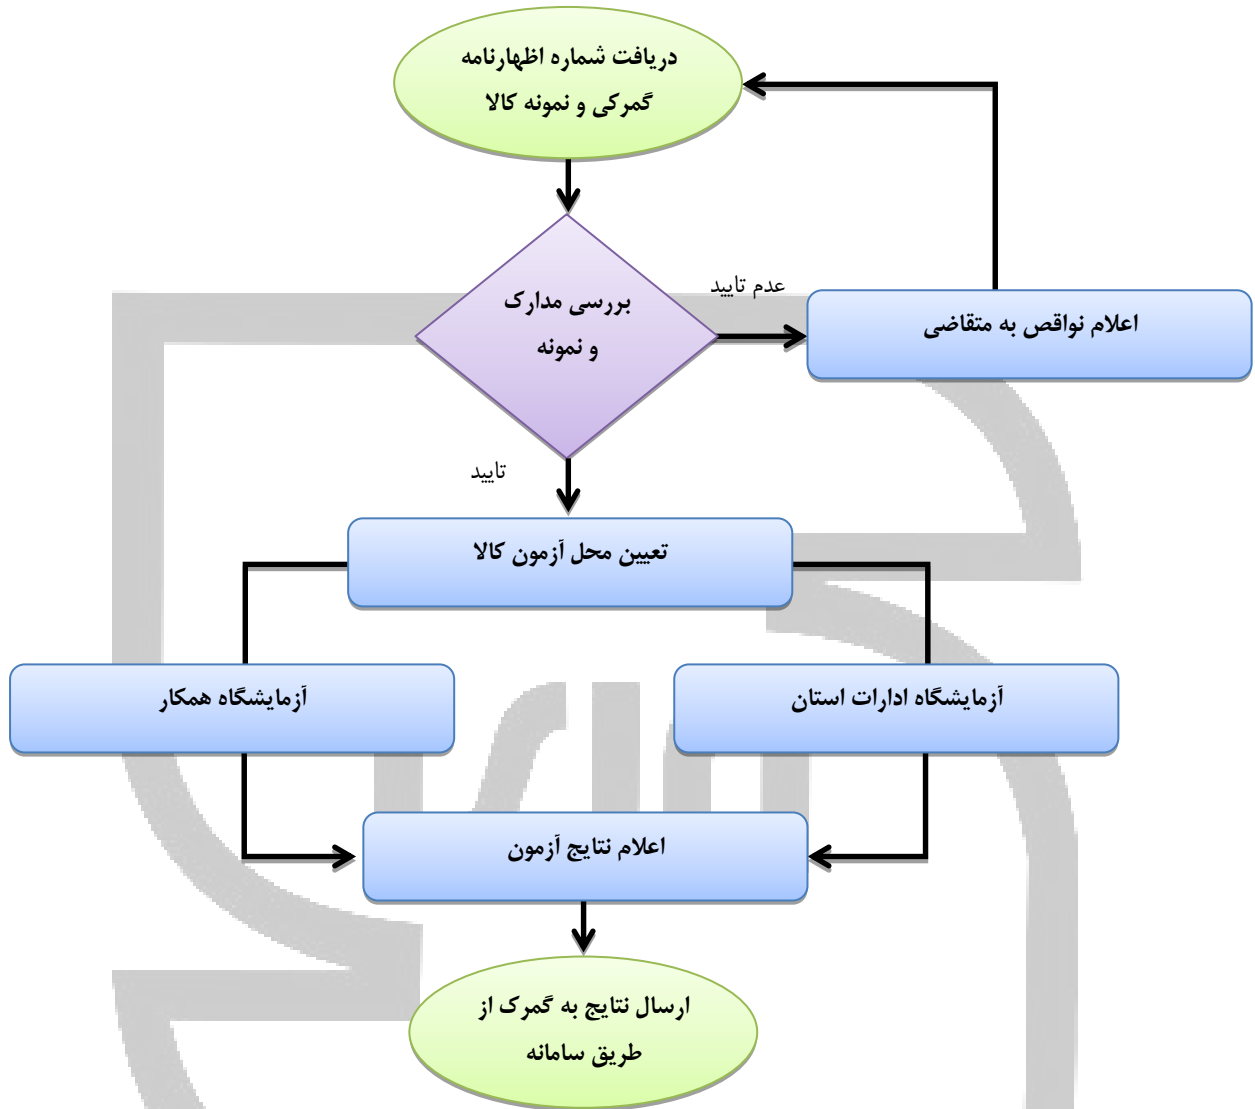 دریافت شماره اظهارنامه
گمرکی و نمونه کالا
بررسی مدارک
و نمونه
عدم تایید
اعلام نواقص به متقاضی
تایید
تعیین محل آزمون کالا
آزمایشگاه ادارات استان
آزمایشگاه همکار
اعلام نتایج آزمون
ارسال نتایج به گمرک از
طریق سامانه